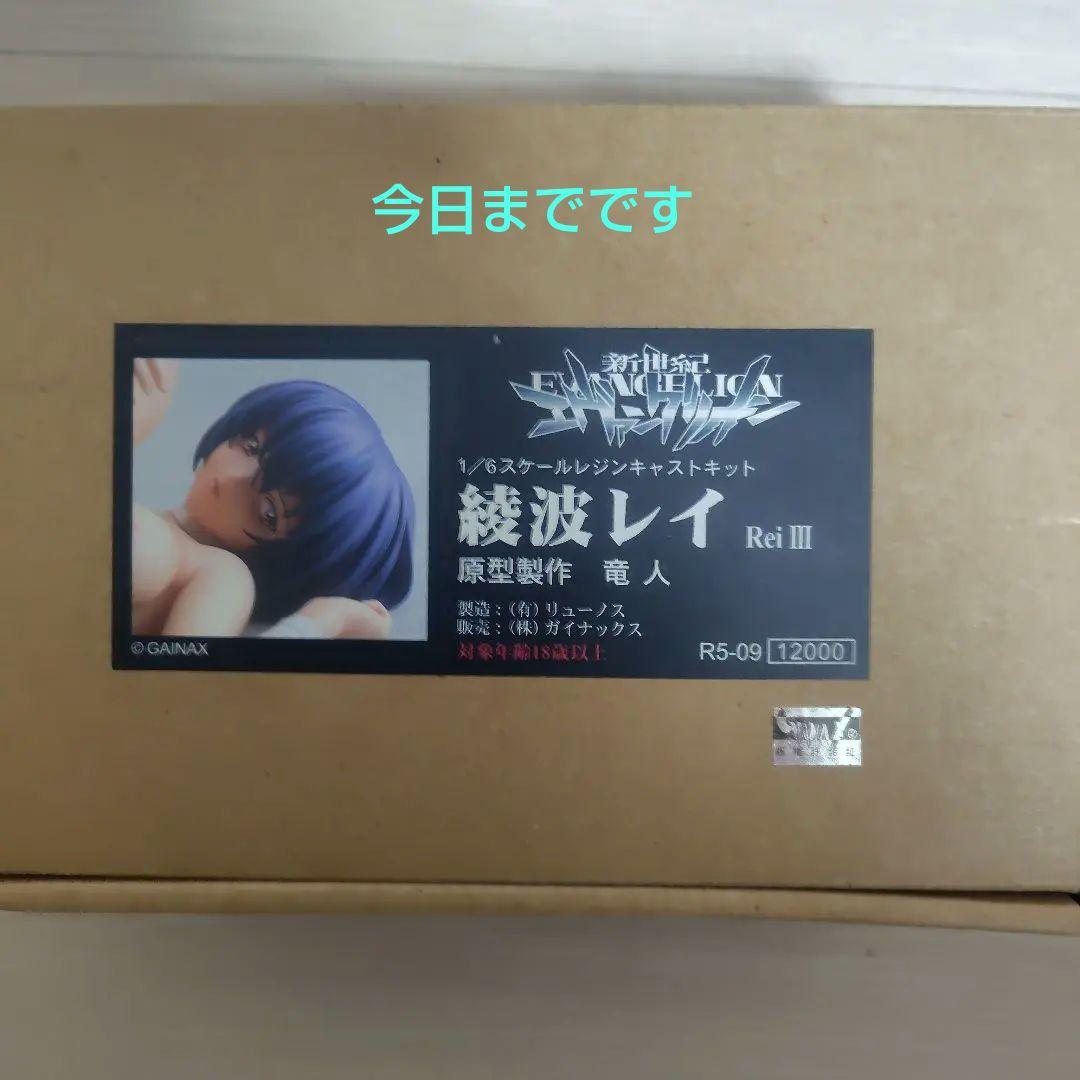 今日までです
新世紀
EVANGELION
エヴァンゲリオン
1/6スケールレジンキャストキット
綾波レイ Rei Ⅲ
原型製作 竜人
製造:(有)リューノス
販売:(株)ガイナックス
対象年齢18歳以上
© GAINAX
R5-09 12000
GAINAX®